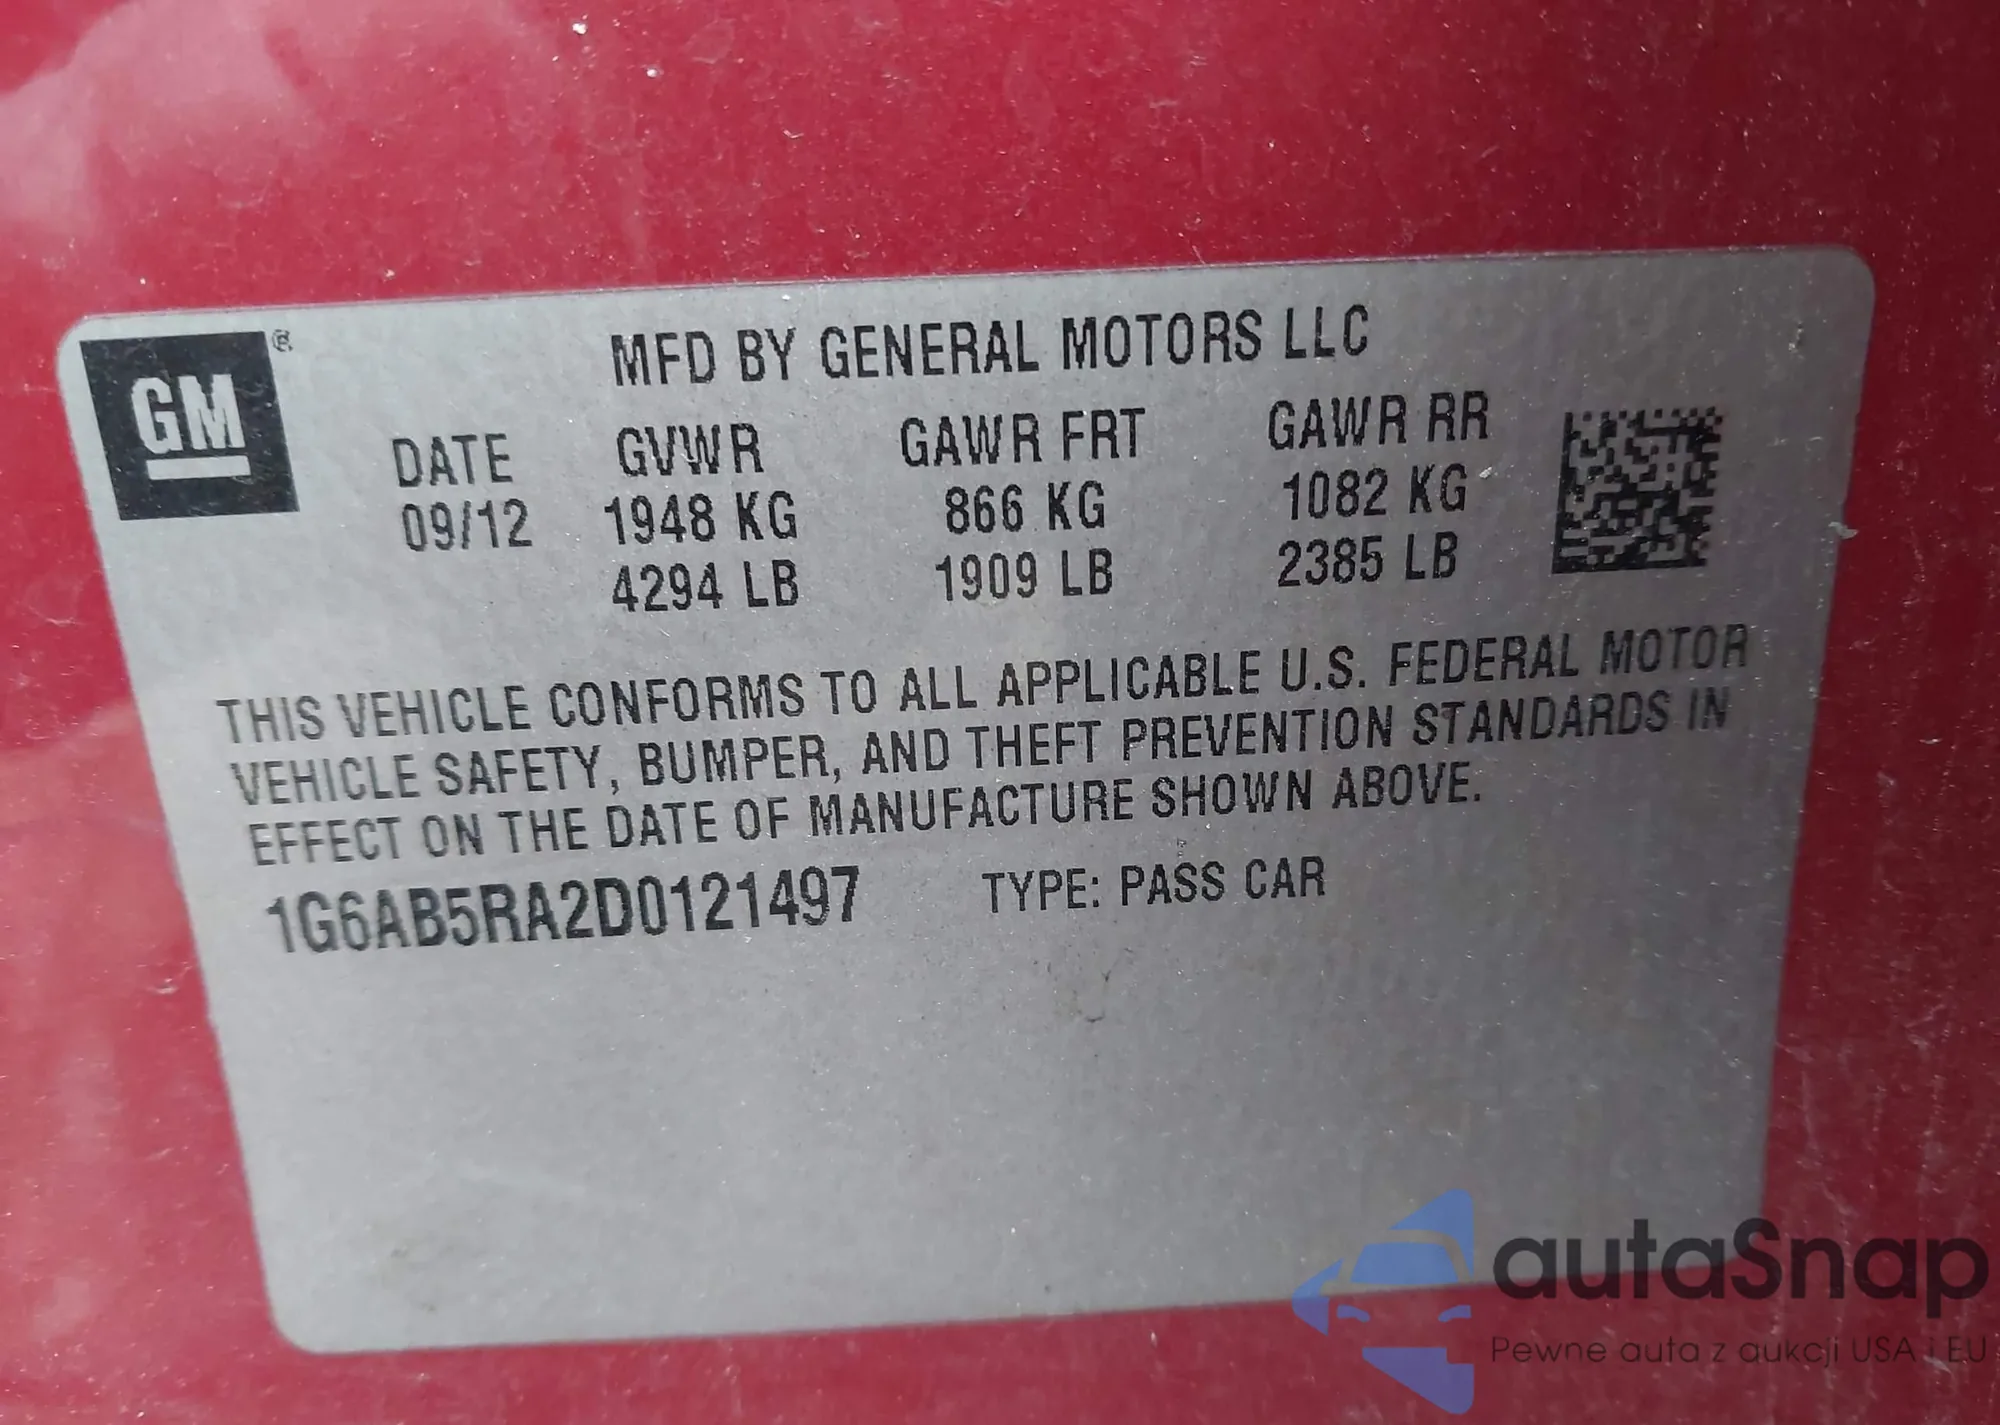 GM ®
MFD BY GENERAL MOTORS LLC
DATE GVWR GAWR FRT GAWR RR
09/12 1948 KG 866 KG 1082 KG
4294 LB 1909 LB 2385 LB
THIS VEHICLE CONFORMS TO ALL APPLICABLE U.S. FEDERAL MOTOR
VEHICLE SAFETY, BUMPER, AND THEFT PREVENTION STANDARDS IN
EFFECT ON THE DATE OF MANUFACTURE SHOWN ABOVE.
1G6AB5RA2D0121497 TYPE: PASS CAR
autaSnap
Pewne auta z aukcji USA i EU